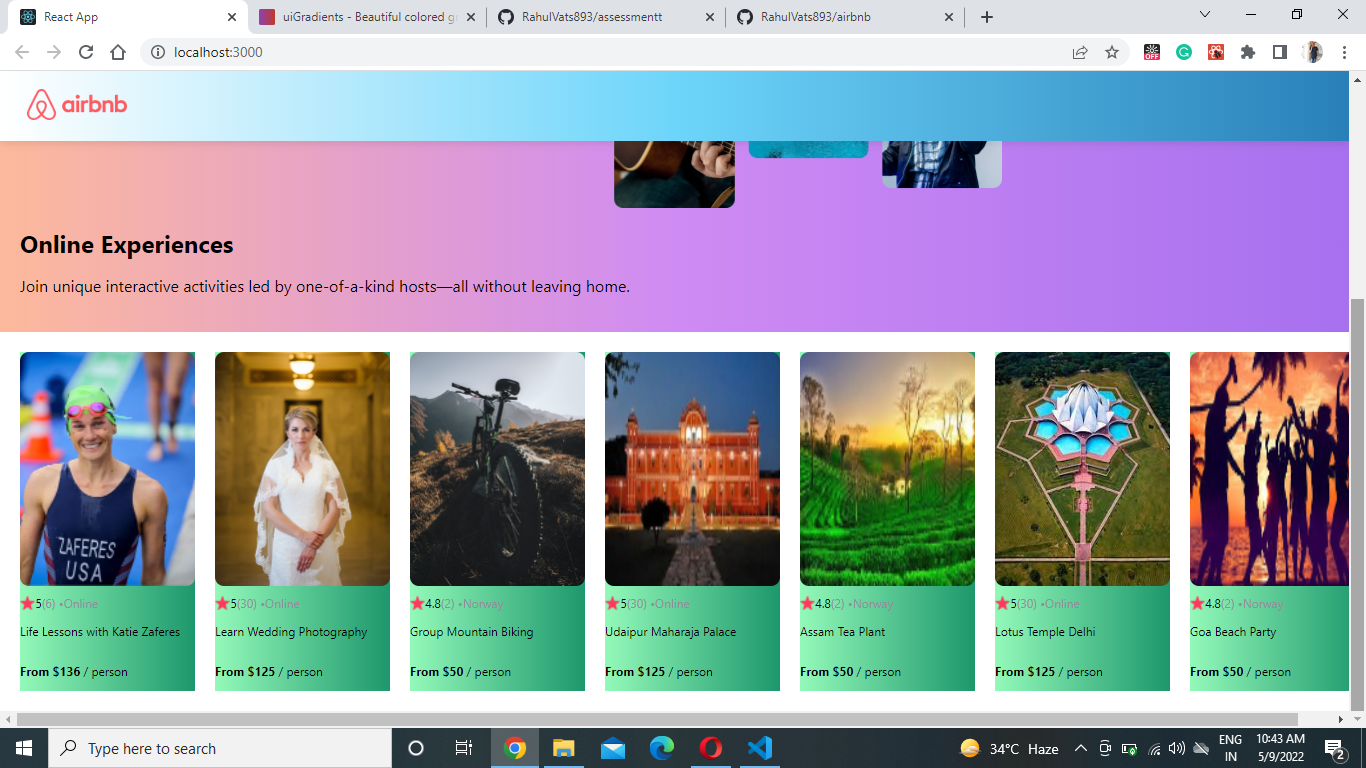 React App
uiGradients - Beautiful colored gr
RahulVats893/assessmentt
RahulVats893/airbnb
localhost:3000
OFF
airbnb
Online Experiences
Join unique interactive activities led by one-of-a-kind hosts—all without leaving home.
ZAFERES
USA
5(6) •Online
Life Lessons with Katie Zaferes
From $136 / person
5(30) •Online
Learn Wedding Photography
From $125 / person
4.8(2) •Norway
Group Mountain Biking
From $50 / person
5(30) •Online
Udaipur Maharaja Palace
From $125 / person
4.8(2) •Norway
Assam Tea Plant
From $50 / person
5(30) •Online
Lotus Temple Delhi
From $125 / person
4.8(2) •Norway
Goa Beach Party
From $50 / person
Type here to search
34°C Haze
ENG
IN
10:43 AM
5/9/2022
2